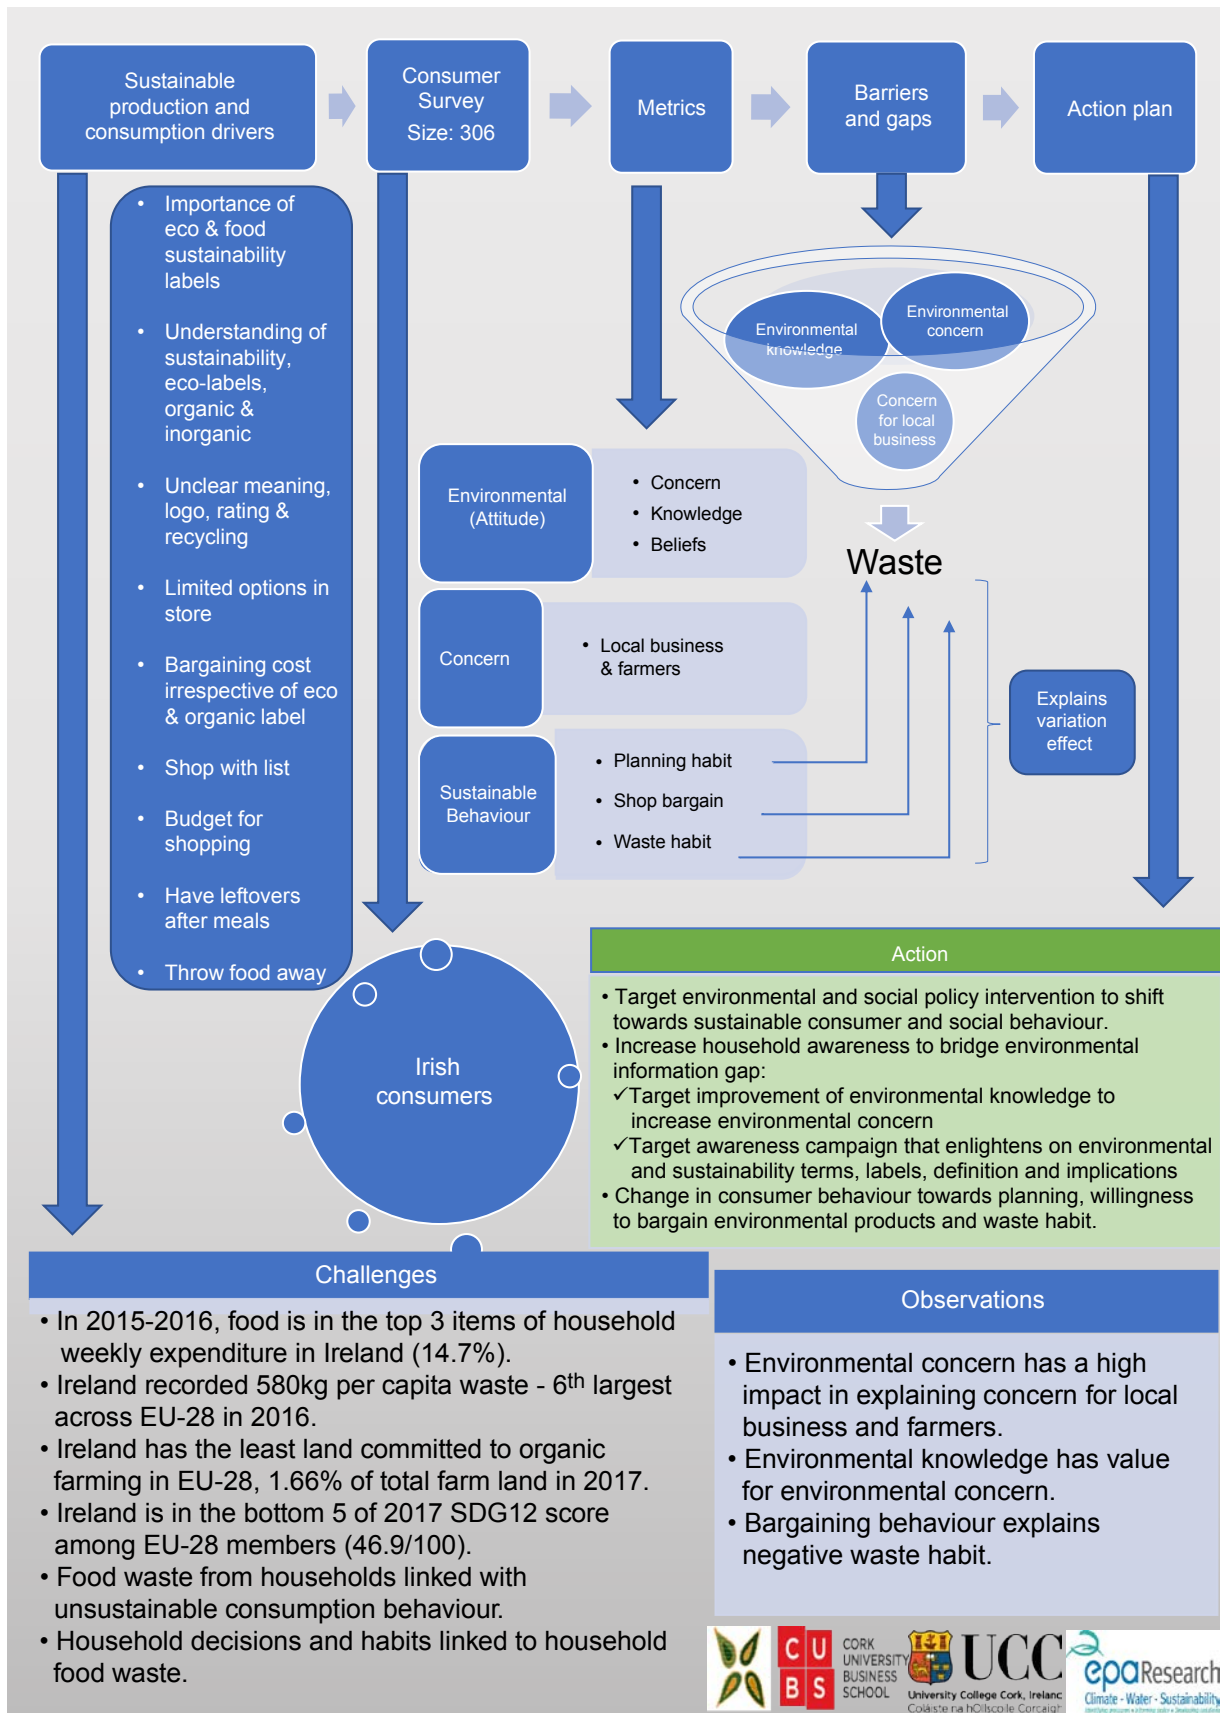 Sustainable
production and
consumption drivers
Consumer
Survey
Size: 306
Metrics
Barriers
and gaps
Action plan
• Importance of
eco & food
sustainability
labels
• Understanding of
sustainability,
eco-labels,
organic &
inorganic
• Unclear meaning,
logo, rating &
recycling
• Limited options in
store
• Bargaining cost
irrespective of eco
& organic label
• Shop with list
• Budget for
shopping
• Have leftovers
after meals
• Throw food away
Environmental
knowledge
Environmental
concern
Concern
for local
business
Waste
Environmental
(Attitude)
• Concern
• Knowledge
• Beliefs
Concern
• Local business
& farmers
Sustainable
Behaviour
• Planning habit
• Shop bargain
• Waste habit
Explains
variation
effect
Irish
consumers
Action
• Target environmental and social policy intervention to shift
towards sustainable consumer and social behaviour.
• Increase household awareness to bridge environmental
information gap:
✓Target improvement of environmental knowledge to
increase environmental concern
✓Target awareness campaign that enlightens on environmental
and sustainability terms, labels, definition and implications
• Change in consumer behaviour towards planning, willingness
to bargain environmental products and waste habit.
Challenges
• In 2015-2016, food is in the top 3 items of household
weekly expenditure in Ireland (14.7%).
• Ireland recorded 580kg per capita waste - 6th largest
across EU-28 in 2016.
• Ireland has the least land committed to organic
farming in EU-28, 1.66% of total farm land in 2017.
• Ireland is in the bottom 5 of 2017 SDG12 score
among EU-28 members (46.9/100).
• Food waste from households linked with
unsustainable consumption behaviour.
• Household decisions and habits linked to household
food waste.
Observations
• Environmental concern has a high
impact in explaining concern for local
business and farmers.
• Environmental knowledge has value
for environmental concern.
• Bargaining behaviour explains
negative waste habit.
CU
BS
CORK
UNIVERSITY
BUSINESS
SCHOOL
UCC
University College Cork, Irelanc
Coláiste na hOllscoile Corcaigh
epaResearch
Climate - Water - Sustainability